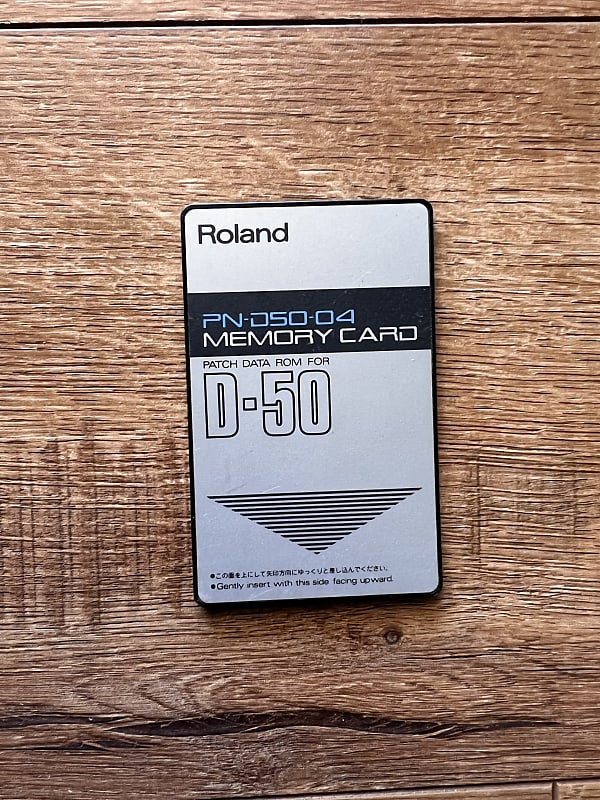 Roland
PN-D50-04
MEMORY CARD
PATCH DATA ROM FOR
D-50
●この面を上にして矢印方向にゆっくりと差し込んでください。
●Gently insert with this side facing upward.